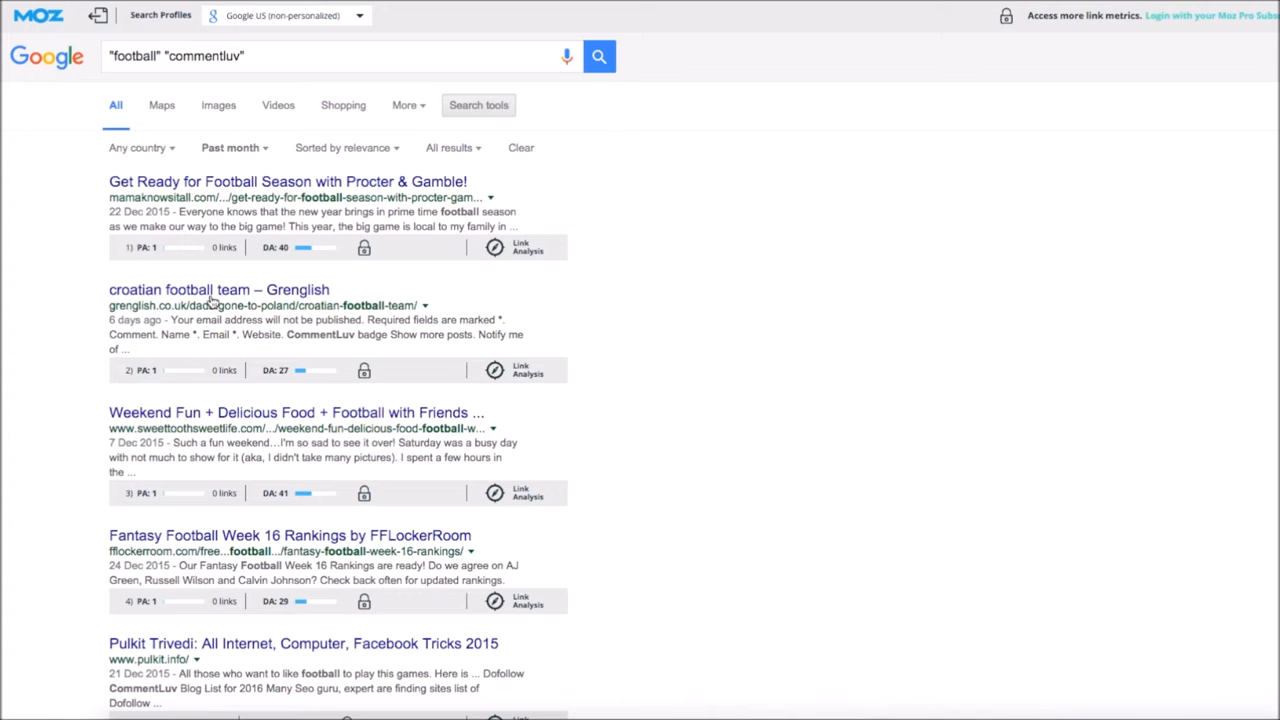 MOZ Search Profiles Google US (non-personalized) Access more link metrics. Login with your Moz Pro Subs
Google "football" "commentluv"
All Maps Images Videos Shopping More Search tools
Any country Past month Sorted by relevance All results Clear
Get Ready for Football Season with Procter & Gamble!
mamaknowsitall.com/.../get-ready-for-football-season-with-procter-gam...
22 Dec 2015 - Everyone knows that the new year brings in prime time football season
as we make our way to the big game! This year, the big game is local to my family in ...
1) PA: 1 0 links DA: 40 Link
Analysis
croatian football team – Grenglish
grenglish.co.uk/dads-gone-to-poland/croatian-football-team/
6 days ago - Your email address will not be published. Required fields are marked *.
Comment. Name *. Email *. Website. CommentLuv badge Show more posts. Notify me
of ...
2) PA: 1 0 links DA: 27 Link
Analysis
Weekend Fun + Delicious Food + Football with Friends ...
www.sweettoothsweetlife.com/.../weekend-fun-delicious-food-football-w...
7 Dec 2015 - Such a fun weekend...I'm so sad to see it over! Saturday was a busy day
with not much to show for it (aka, I didn't take many pictures). I spent a few hours in
the ...
3) PA: 1 0 links DA: 41 Link
Analysis
Fantasy Football Week 16 Rankings by FFLockerRoom
fflockerroom.com/free...football.../fantasy-football-week-16-rankings/
24 Dec 2015 - Our Fantasy Football Week 16 Rankings are ready! Do we agree on AJ
Green, Russell Wilson and Calvin Johnson? Check back often for updated rankings.
4) PA: 1 0 links DA: 29 Link
Analysis
Pulkit Trivedi: All Internet, Computer, Facebook Tricks 2015
www.pulkit.info/
21 Dec 2015 - All those who want to like football to play this games. Here is ... Dofollow
CommentLuv Blog List for 2016 Many Seo guru, expert are finding sites list of
Dofollow ...
Link